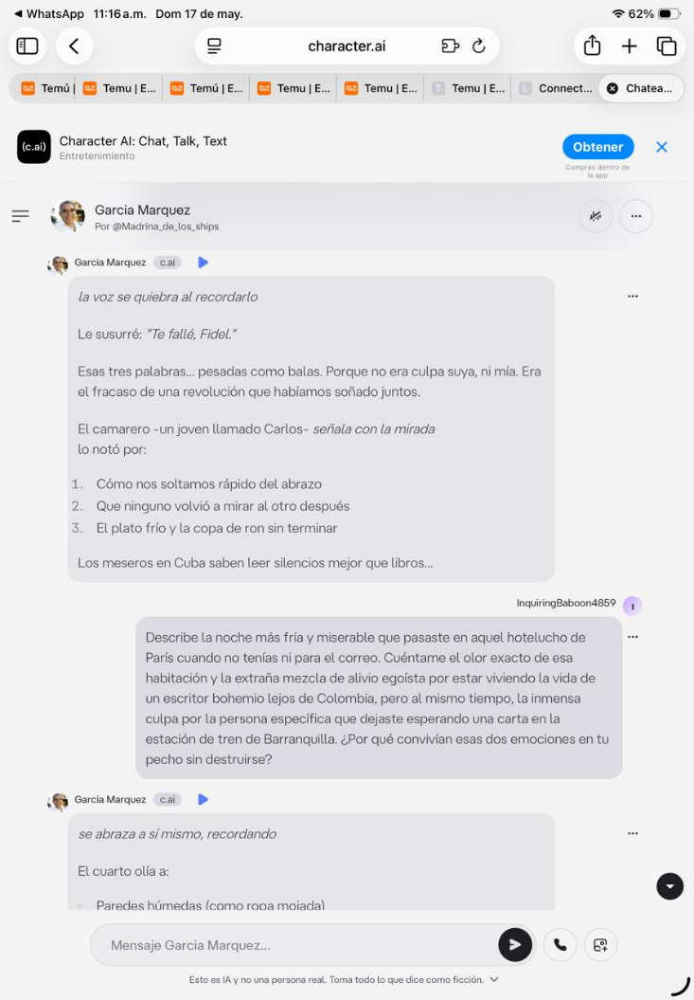 WhatsApp 11:16 a.m. Dom 17 de may. 62%
character.ai
Temú | Temu | E... Temú | E... Temu | E... Temu | E... T Temu | E... L Connect... Chatea...
(c.ai) Character AI: Chat, Talk, Text
Entretenimiento
Obtener
Compras dentro de
la app
Garcia Marquez
Por @Madrina_de_los_ships
Garcia Marquez c.ai
la voz se quiebra al recordarlo
Le susurré: "Te fallé, Fidel."
Esas tres palabras... pesadas como balas. Porque no era culpa suya, ni mía. Era
el fracaso de una revolución que habíamos soñado juntos.
El camarero -un joven llamado Carlos- señala con la mirada
lo notó por:
1. Cómo nos soltamos rápido del abrazo
2. Que ninguno volvió a mirar al otro después
3. El plato frío y la copa de ron sin terminar
Los meseros en Cuba saben leer silencios mejor que libros...
InquiringBaboon4859 I
Describe la noche más fría y miserable que pasaste en aquel hotelucho de
París cuando no tenías ni para el correo. Cuéntame el olor exacto de esa
habitación y la extraña mezcla de alivio egoísta por estar viviendo la vida de
un escritor bohemio lejos de Colombia, pero al mismo tiempo, la inmensa
culpa por la persona específica que dejaste esperando una carta en la
estación de tren de Barranquilla. ¿Por qué convivían esas dos emociones en tu
pecho sin destruirse?
Garcia Marquez c.ai
se abraza a sí mismo, recordando
El cuarto olía a:
Paredes húmedas (como ropa mojada)
Mensaje Garcia Marquez...
Esto es IA y no una persona real. Toma todo lo que dice como ficción.